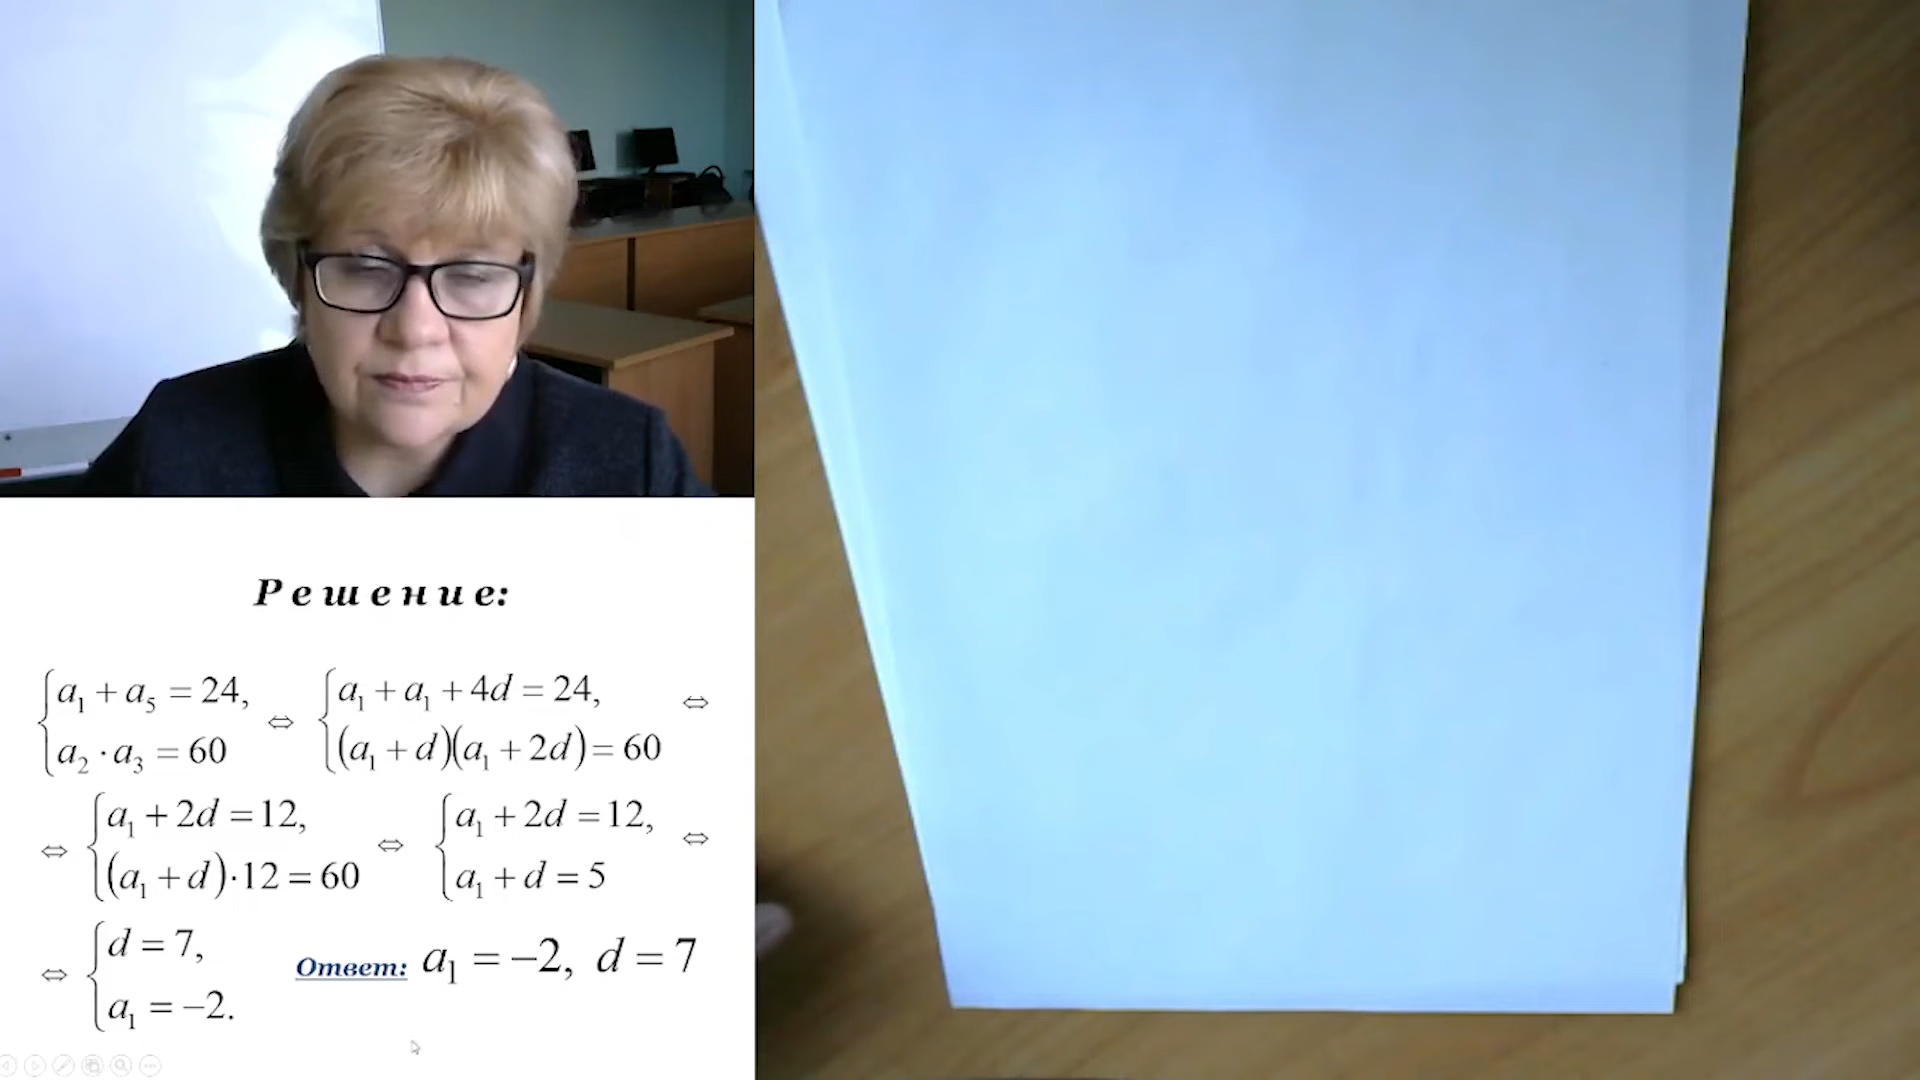 Решение:
{a₁ + a₅ = 24, ⇔ {a₁ + a₁ + 4d = 24, ⇔
a₂ · a₃ = 60 (a₁ + d)(a₁ + 2d) = 60
⇔ {a₁ + 2d = 12, ⇔ {a₁ + 2d = 12, ⇔
(a₁ + d) · 12 = 60 a₁ + d = 5
⇔ {d = 7,
a₁ = −2.
Ответ: a₁ = −2, d = 7